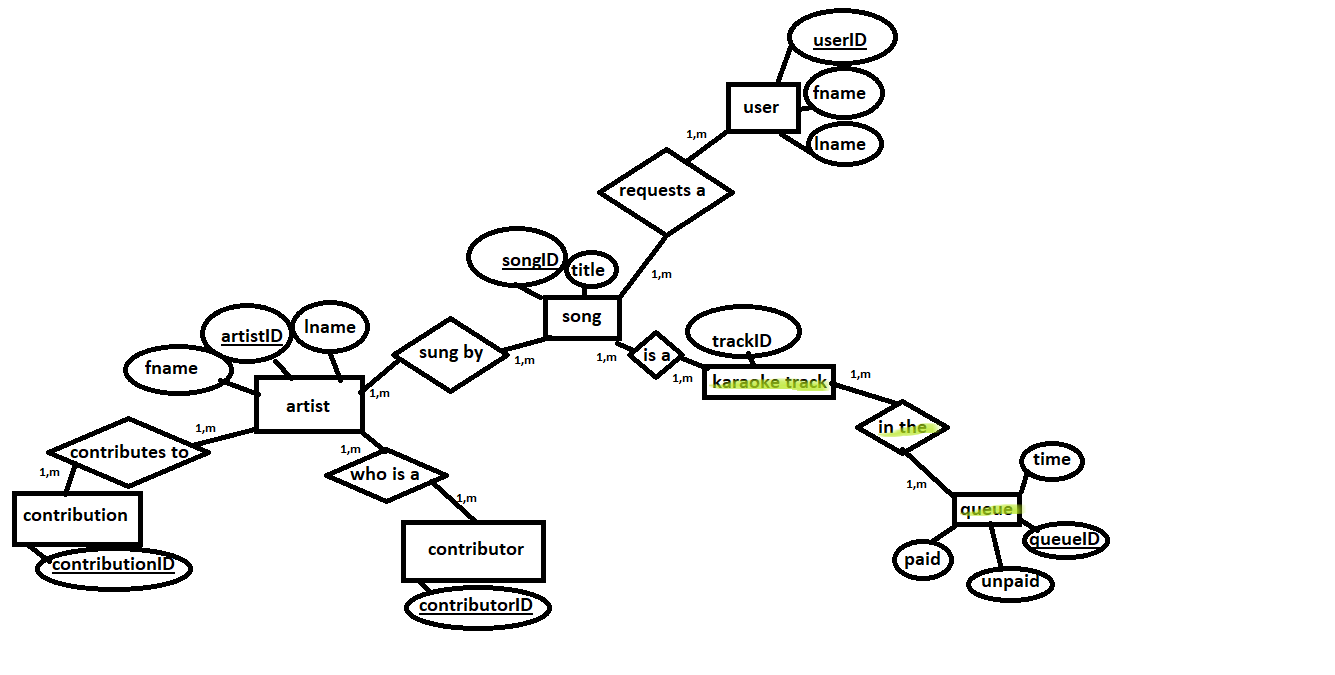 userID
user
fname
1,m
lname
requests a
songID
title
1,m
song
artistID
lname
trackID
fname
sung by
1,m
1,m
is a
1,m
karaoke track
1,m
1,m
artist
contributes to
1,m
1,m
1,m
who is a
in the
1,m
1,m
time
contribution
contributor
queue
queueID
contributionID
paid
unpaid
contributorID